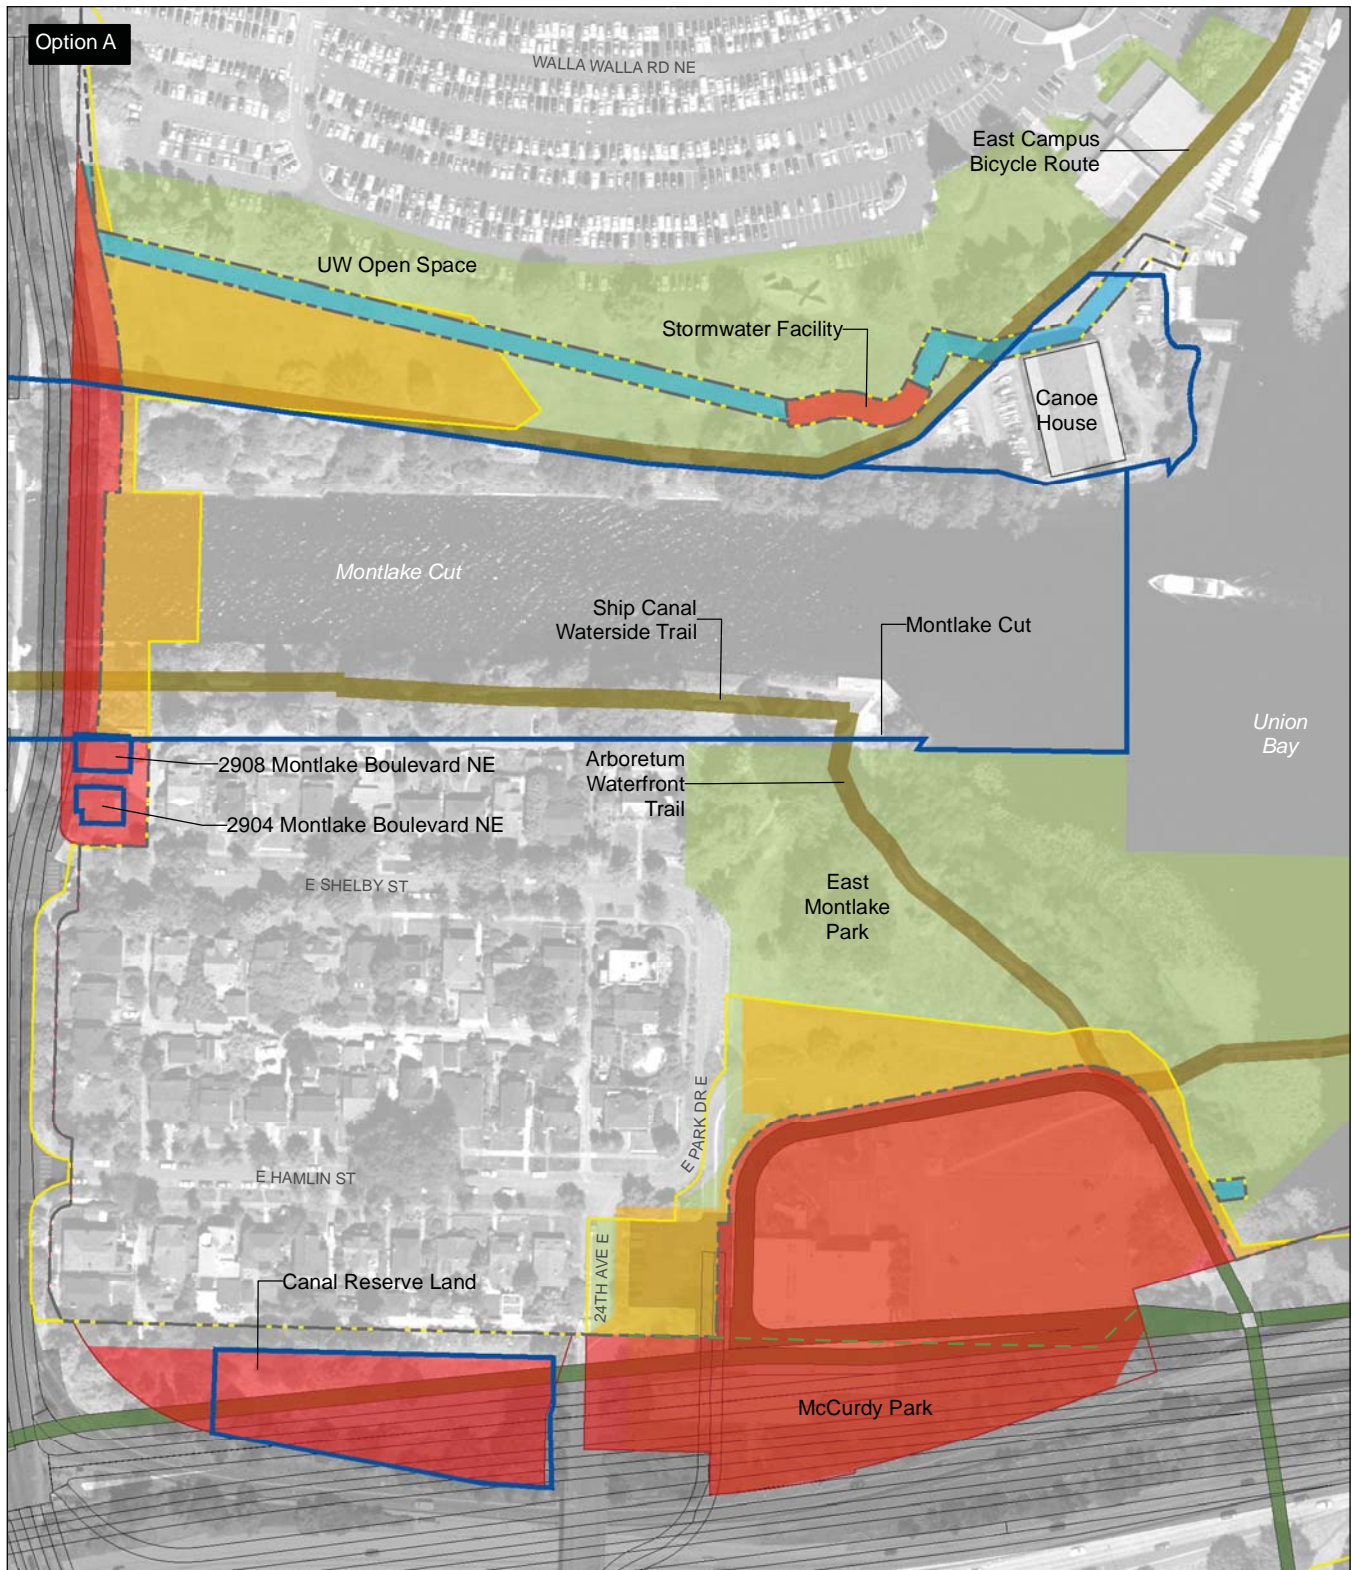 Option A
WALLA WALLA RD NE
East Campus
Bicycle Route
UW Open Space
Stormwater Facility
Canoe
House
Montlake Cut
Ship Canal
Waterside Trail
Montlake Cut
Union
Bay
2908 Montlake Boulevard NE
Arboretum
Waterfront
Trail
2904 Montlake Boulevard NE
E SHELBY ST
East
Montlake
Park
E PARK DR E
E HAMLIN ST
24TH AVE E
Canal Reserve Land
McCurdy Park